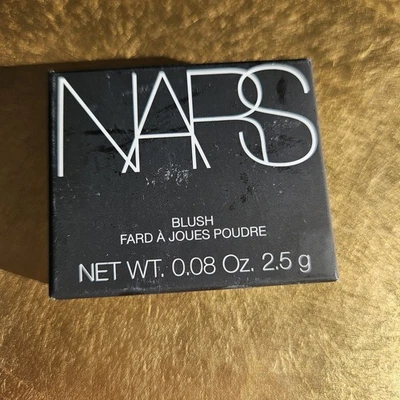 NARS
BLUSH
FARD À JOUES POUDRE
NET WT. 0.08 Oz. 2.5 g